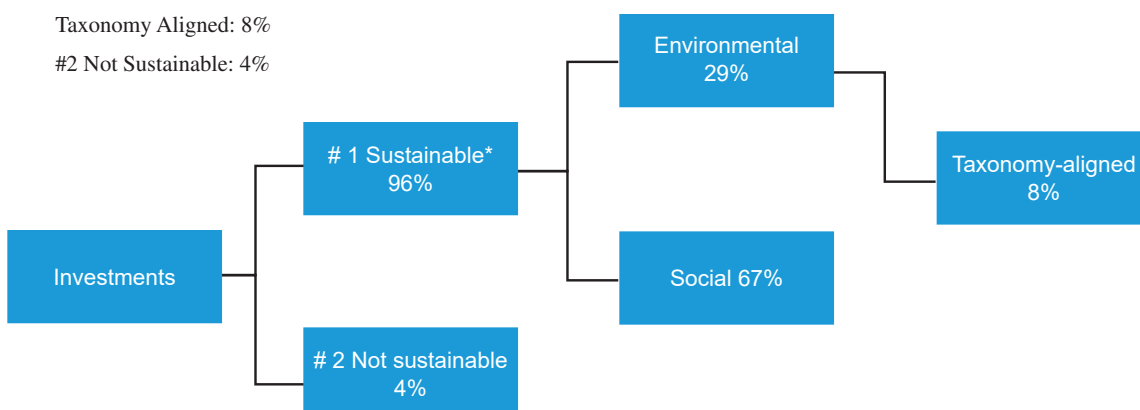 Taxonomy Aligned: 8%
#2 Not Sustainable: 4%
Environmental
29%
# 1 Sustainable*
96%
Taxonomy-aligned
8%
Investments
Social 67%
# 2 Not sustainable
4%